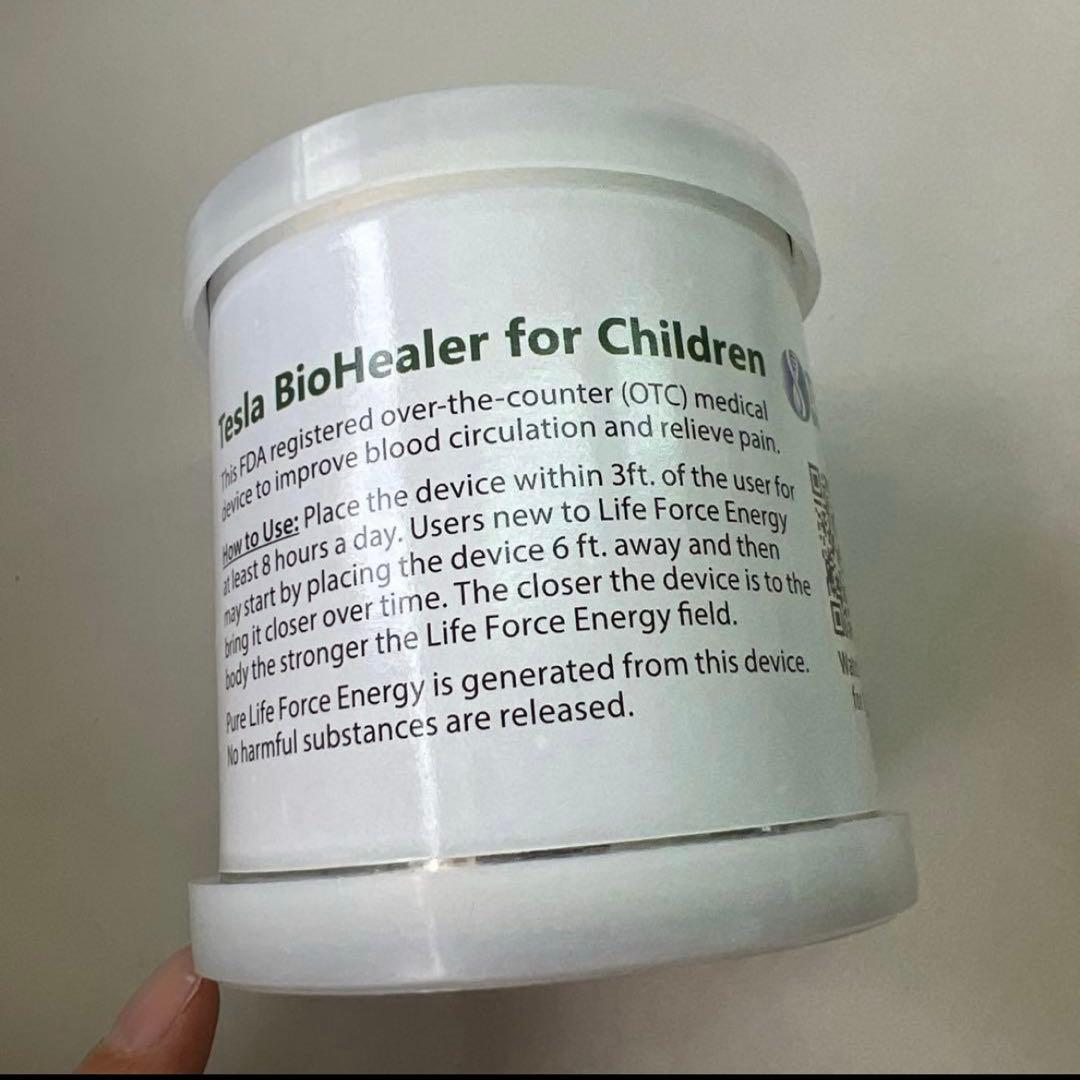 Tesla BioHealer for Children
This FDA registered over-the-counter (OTC) medical
device to improve blood circulation and relieve pain.
How to Use: Place the device within 3ft. of the user for
at least 8 hours a day. Users new to Life Force Energy
may start by placing the device 6 ft. away and then
bring it closer over time. The closer the device is to the
body the stronger the Life Force Energy field.
Pure Life Force Energy is generated from this device.
No harmful substances are released.